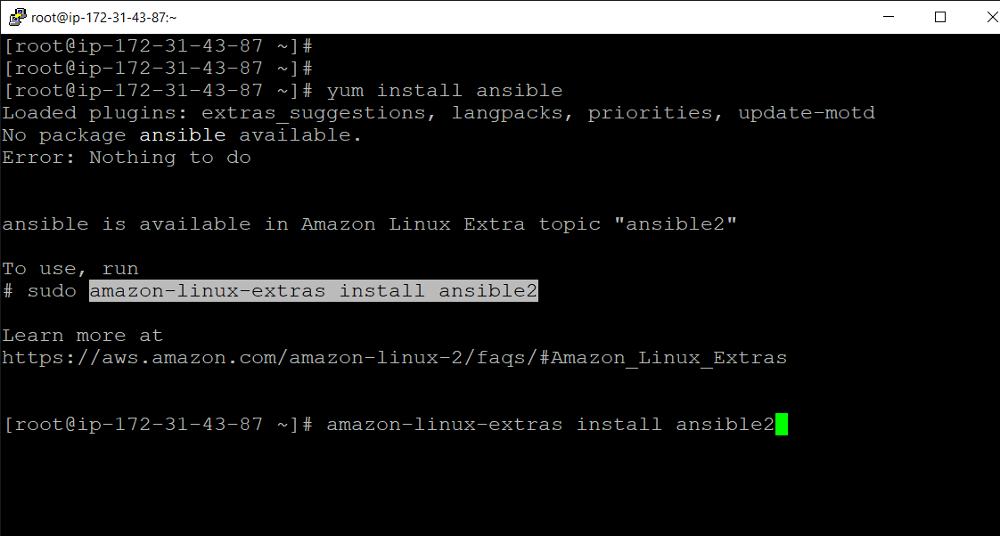 root@ip-172-31-43-87:~
[root@ip-172-31-43-87 ~]#
[root@ip-172-31-43-87 ~]#
[root@ip-172-31-43-87 ~]# yum install ansible
Loaded plugins: extras_suggestions, langpacks, priorities, update-motd
No package ansible available.
Error: Nothing to do
ansible is available in Amazon Linux Extra topic "ansible2"
To use, run
# sudo amazon-linux-extras install ansible2
Learn more at
https://aws.amazon.com/amazon-linux-2/faqs/#Amazon_Linux_Extras
[root@ip-172-31-43-87 ~]# amazon-linux-extras install ansible2